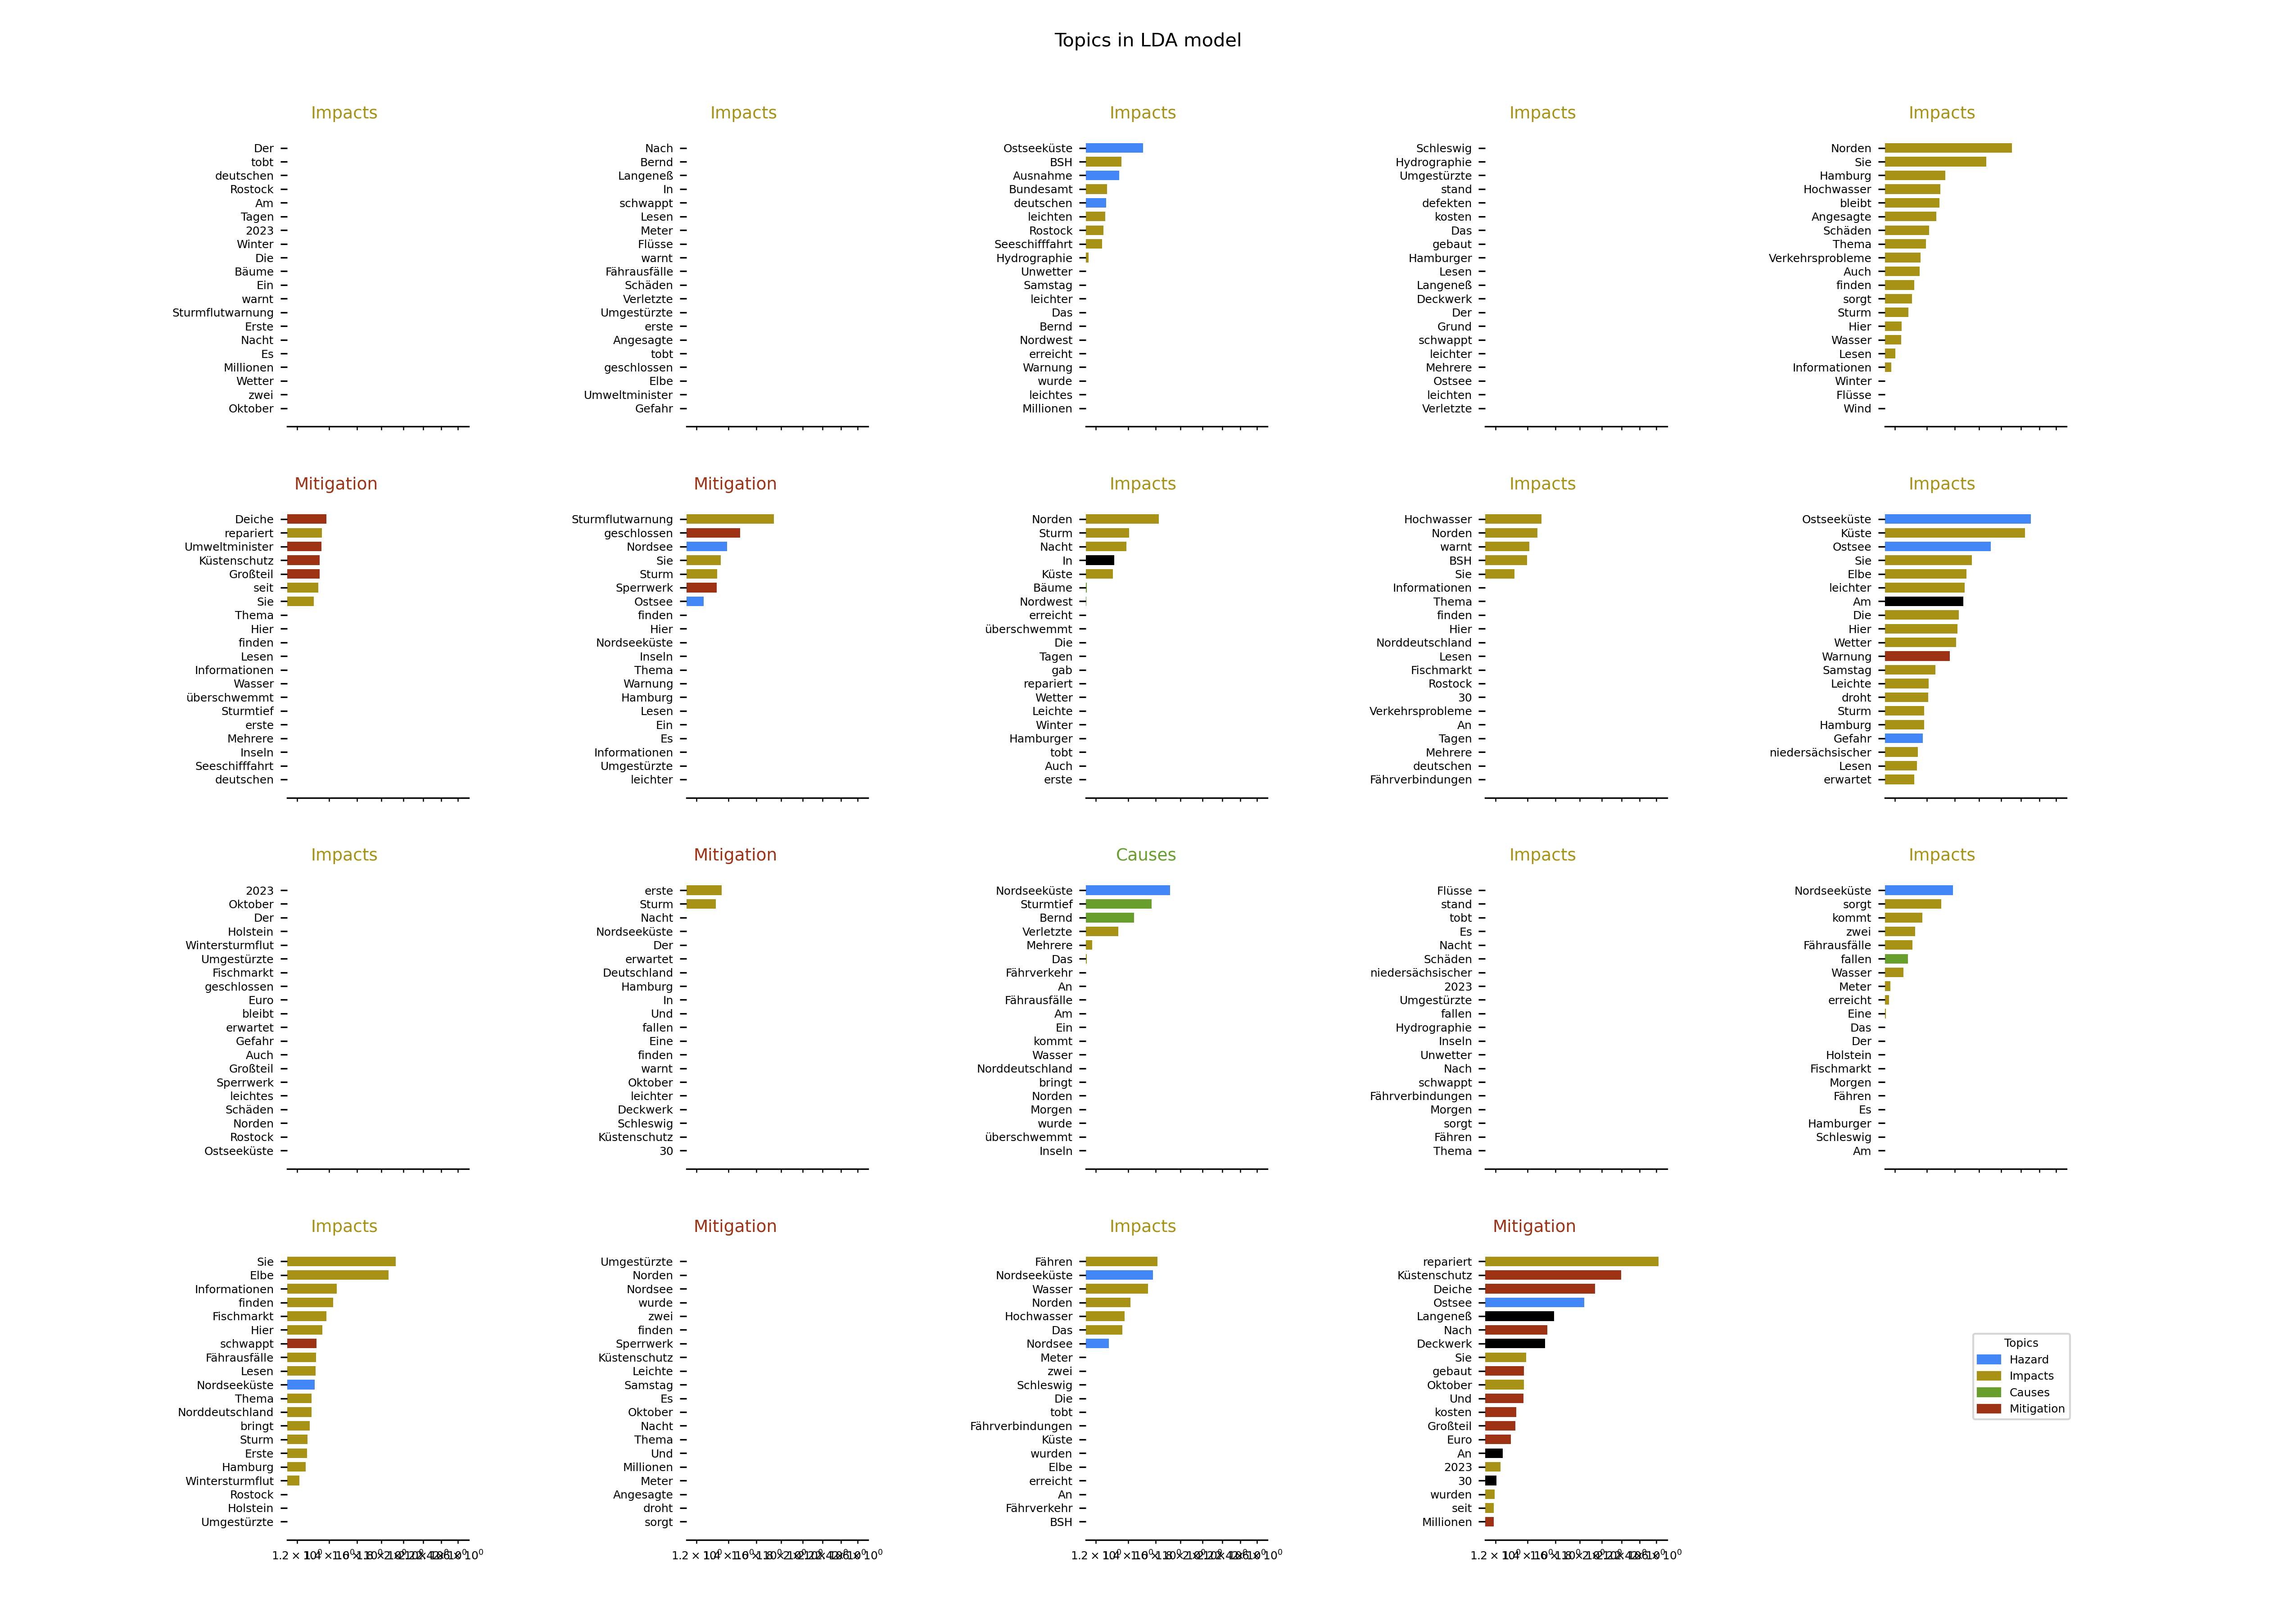 Topics in LDA model
Impacts
Der
tobt
deutschen
Rostock
Am
Tagen
2023
Winter
Die
Bäume
Ein
warnt
Sturmflutwarnung
Erste
Nacht
Es
Millionen
Wetter
zwei
Oktober
Impacts
Nach
Bernd
Langeneß
In
schwappt
Lesen
Meter
Flüsse
warnt
Fährausfälle
Schäden
Verletzte
Umgestürzte
erste
Angesagte
tobt
geschlossen
Elbe
Umweltminister
Gefahr
Impacts
Ostseeküste
BSH
Ausnahme
Bundesamt
deutschen
leichten
Rostock
Seeschifffahrt
Hydrographie
Unwetter
Samstag
leichter
Das
Bernd
Nordwest
erreicht
Warnung
wurde
leichtes
Millionen
Impacts
Schleswig
Hydrographie
Umgestürzte
stand
defekten
kosten
Das
gebaut
Hamburger
Lesen
Langeneß
Deckwerk
Der
Grund
schwappt
leichter
Mehrere
Ostsee
leichten
Verletzte
Impacts
Norden
Sie
Hamburg
Hochwasser
bleibt
Angesagte
Schäden
Thema
Verkehrsprobleme
Auch
finden
sorgt
Sturm
Hier
Wasser
Lesen
Informationen
Winter
Flüsse
Wind
Mitigation
Deiche
repariert
Umweltminister
Küstenschutz
Großteil
seit
Sie
Thema
Hier
finden
Lesen
Informationen
Wasser
überschwemmt
Sturmtief
erste
Mehrere
Inseln
Seeschifffahrt
deutschen
Mitigation
Sturmflutwarnung
geschlossen
Nordsee
Sie
Sturm
Sperrwerk
Ostsee
finden
Hier
Nordseeküste
Inseln
Thema
Warnung
Hamburg
Lesen
Ein
Es
Informationen
Umgestürzte
leichter
Impacts
Norden
Sturm
Nacht
In
Küste
Bäume
Nordwest
erreicht
überschwemmt
Die
Tagen
gab
repariert
Wetter
Leichte
Winter
Hamburger
tobt
Auch
erste
Impacts
Hochwasser
Norden
warnt
BSH
Sie
Informationen
Thema
finden
Hier
Norddeutschland
Lesen
Fischmarkt
Rostock
30
Verkehrsprobleme
An
Tagen
Mehrere
deutschen
Fährverbindungen
Impacts
Ostseeküste
Küste
Ostsee
Sie
Elbe
leichter
Am
Die
Hier
Wetter
Warnung
Samstag
Leichte
droht
Sturm
Hamburg
Gefahr
niedersächsischer
Lesen
erwartet
Impacts
2023
Oktober
Der
Holstein
Wintersturmflut
Umgestürzte
Fischmarkt
geschlossen
Euro
bleibt
erwartet
Gefahr
Auch
Großteil
Sperrwerk
leichtes
Schäden
Norden
Rostock
Ostseeküste
Mitigation
erste
Sturm
Nacht
Nordseeküste
Der
erwartet
Deutschland
Hamburg
In
Und
fallen
Eine
finden
warnt
Oktober
leichter
Deckwerk
Schleswig
Küstenschutz
30
Causes
Nordseeküste
Sturmtief
Bernd
Verletzte
Mehrere
Das
Fährverkehr
An
Fährausfälle
Am
Ein
kommt
Wasser
Norddeutschland
bringt
Norden
Morgen
wurde
überschwemmt
Inseln
Impacts
Flüsse
stand
tobt
Es
Nacht
Schäden
niedersächsischer
2023
Umgestürzte
fallen
Hydrographie
Inseln
Unwetter
Nach
schwappt
Fährverbindungen
Morgen
sorgt
Fähren
Thema
Impacts
Nordseeküste
sorgt
kommt
zwei
Fährausfälle
fallen
Wasser
Meter
erreicht
Eine
Das
Der
Holstein
Fischmarkt
Morgen
Fähren
Es
Hamburger
Schleswig
Am
Impacts
Sie
Elbe
Informationen
finden
Fischmarkt
Hier
schwappt
Fährausfälle
Lesen
Nordseeküste
Thema
Norddeutschland
bringt
Sturm
Erste
Hamburg
Wintersturmflut
Rostock
Holstein
Umgestürzte
Mitigation
Umgestürzte
Norden
Nordsee
wurde
zwei
finden
Sperrwerk
Küstenschutz
Leichte
Samstag
Es
Oktober
Nacht
Thema
Und
Millionen
Meter
Angesagte
droht
sorgt
Impacts
Fähren
Nordseeküste
Wasser
Norden
Hochwasser
Das
Nordsee
Meter
zwei
Schleswig
Die
tobt
Fährverbindungen
Küste
wurden
Elbe
erreicht
An
Fährverkehr
BSH
Mitigation
repariert
Küstenschutz
Deiche
Ostsee
Langeneß
Nach
Deckwerk
Sie
gebaut
Oktober
Und
kosten
Großteil
Euro
An
2023
30
wurden
seit
Millionen
Topics
Hazard
Impacts
Causes
Mitigation